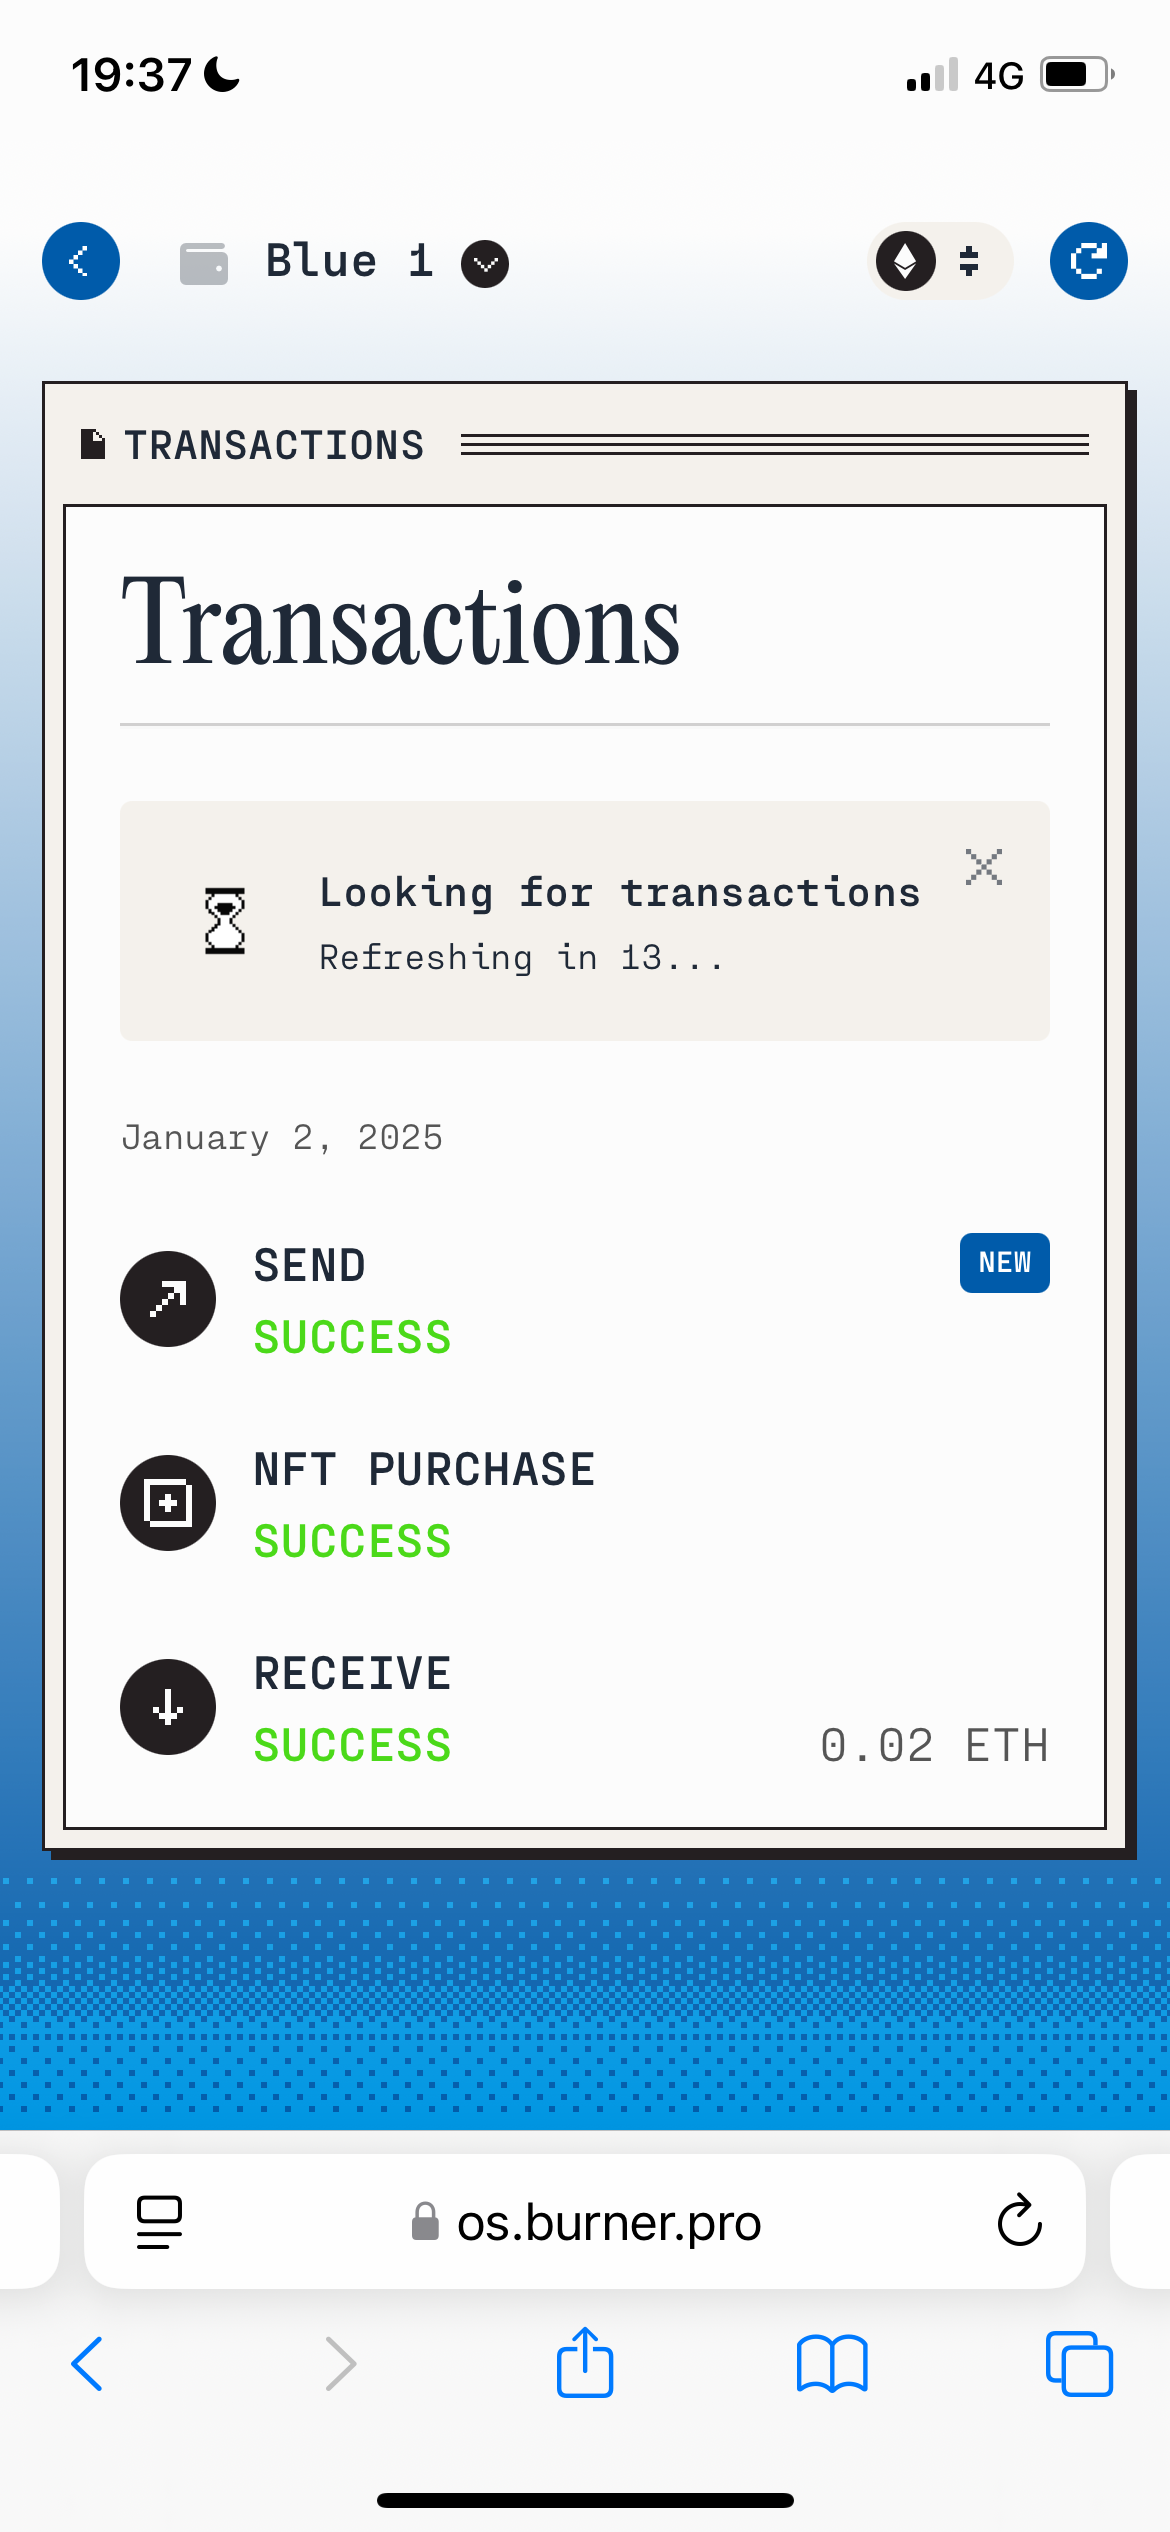 19:37
4G
Blue 1
TRANSACTIONS
Transactions
Looking for transactions
Refreshing in 13...
January 2, 2025
SEND
NEW
SUCCESS
NFT PURCHASE
SUCCESS
RECEIVE
SUCCESS 0.02 ETH
os.burner.pro